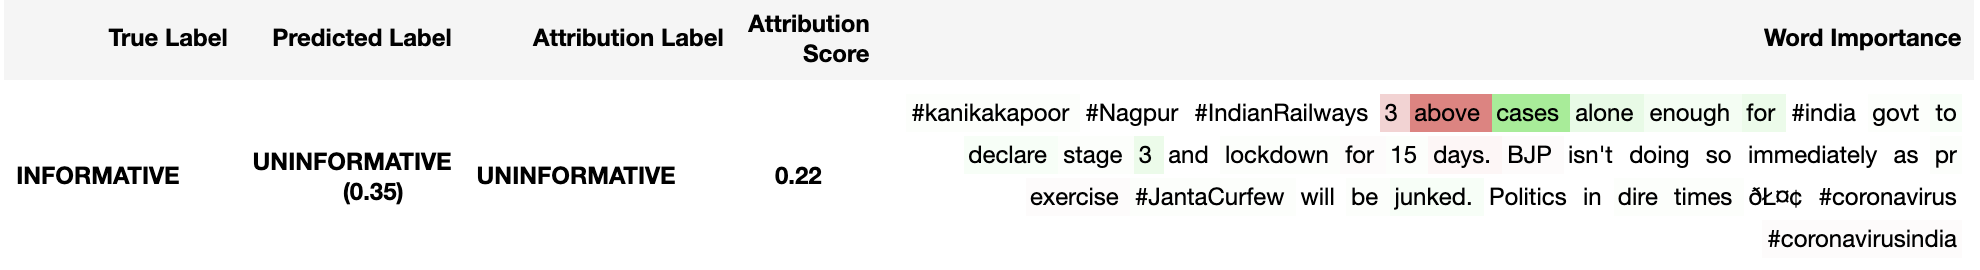 True Label Predicted Label Attribution Label Attribution Score Word Importance
INFORMATIVE
UNINFORMATIVE
(0.35)
UNINFORMATIVE
0.22
#kanikakapoor #Nagpur #IndianRailways 3 above cases alone enough for #india govt to
declare stage 3 and lockdown for 15 days. BJP isn't doing so immediately as pr
exercise #JantaCurfew will be junked. Politics in dire times ðŁ¤¢ #coronavirus
#coronavirusindia